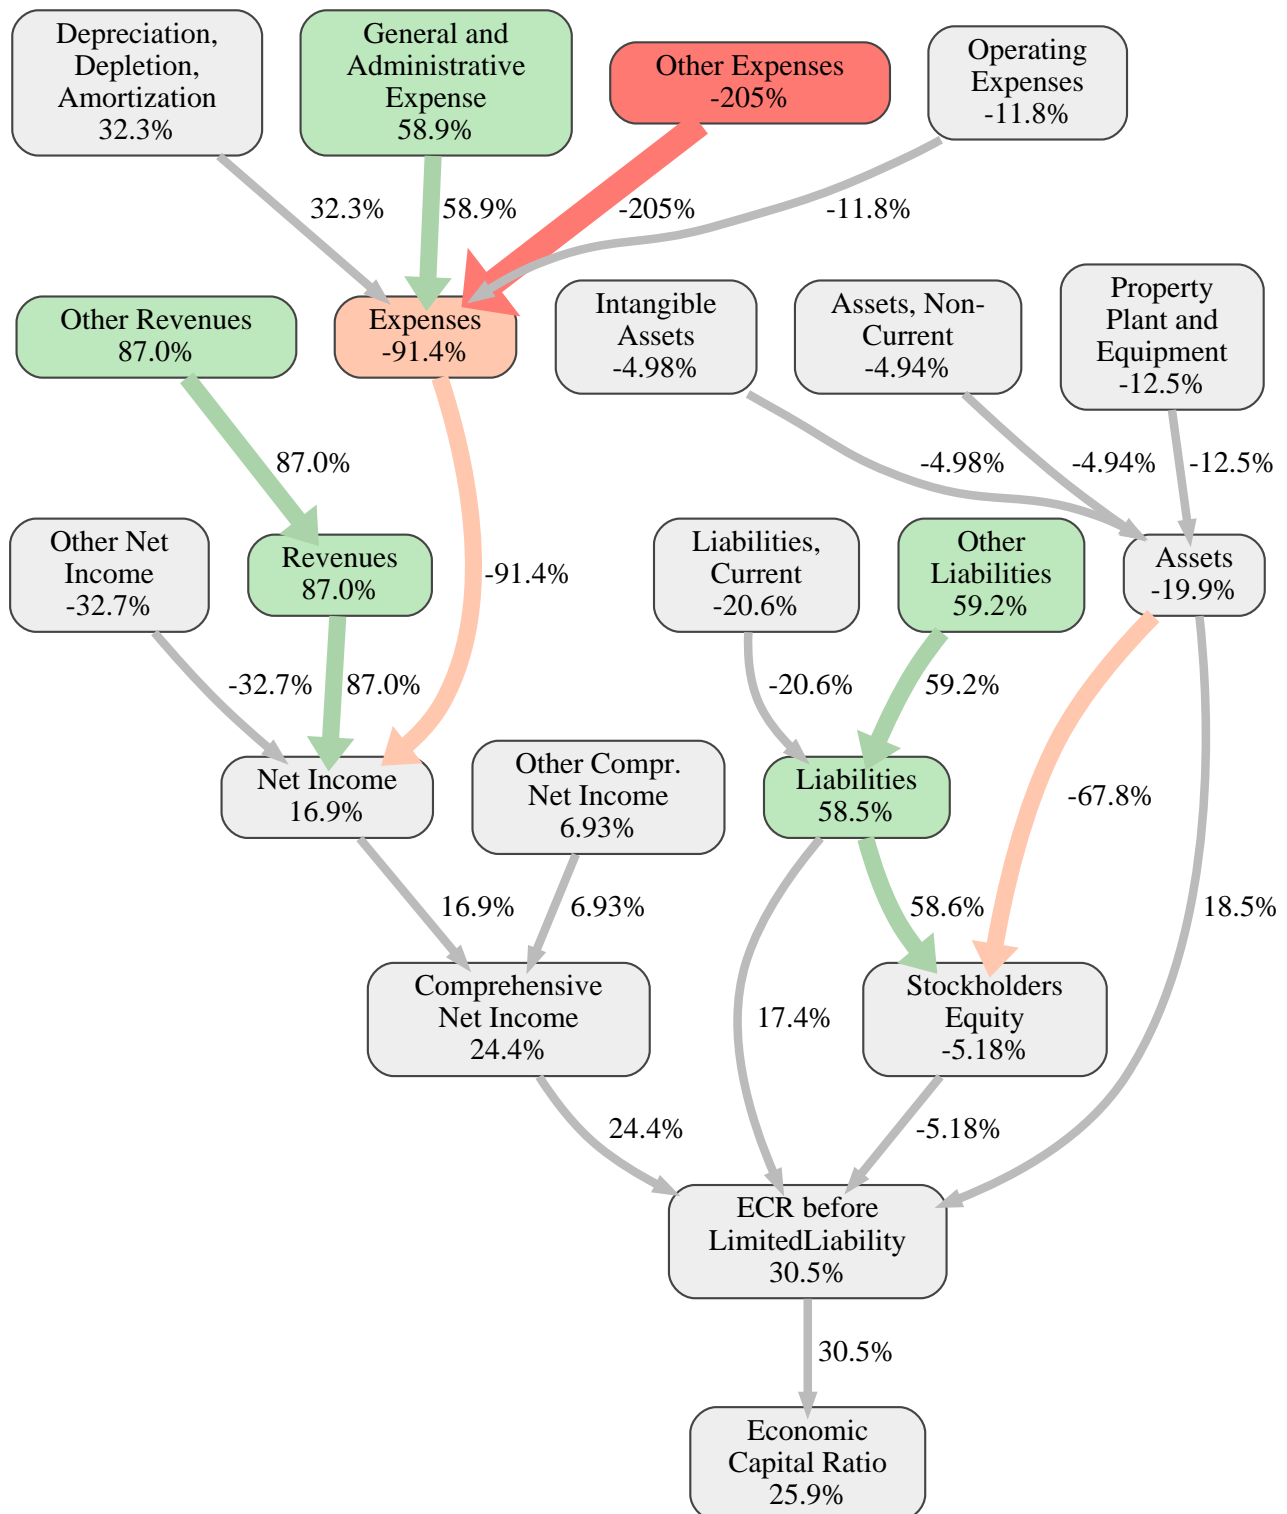 Depreciation,
Depletion,
Amortization
32.3%
General and
Administrative
Expense
58.9%
Other Expenses
-205%
Operating
Expenses
-11.8%
32.3%
58.9%
-205%
-11.8%
Other Revenues
87.0%
Expenses
-91.4%
Intangible
Assets
-4.98%
Assets, Non-
Current
-4.94%
Property
Plant and
Equipment
-12.5%
87.0%
-4.98%
-4.94%
-12.5%
Other Net
Income
-32.7%
Revenues
87.0%
-91.4%
Liabilities,
Current
-20.6%
Other
Liabilities
59.2%
Assets
-19.9%
-32.7%
87.0%
-20.6%
59.2%
Net Income
16.9%
Other Compr.
Net Income
6.93%
Liabilities
58.5%
-67.8%
16.9%
6.93%
58.6%
18.5%
Comprehensive
Net Income
24.4%
17.4%
Stockholders
Equity
-5.18%
24.4%
-5.18%
ECR before
LimitedLiability
30.5%
30.5%
Economic
Capital Ratio
25.9%